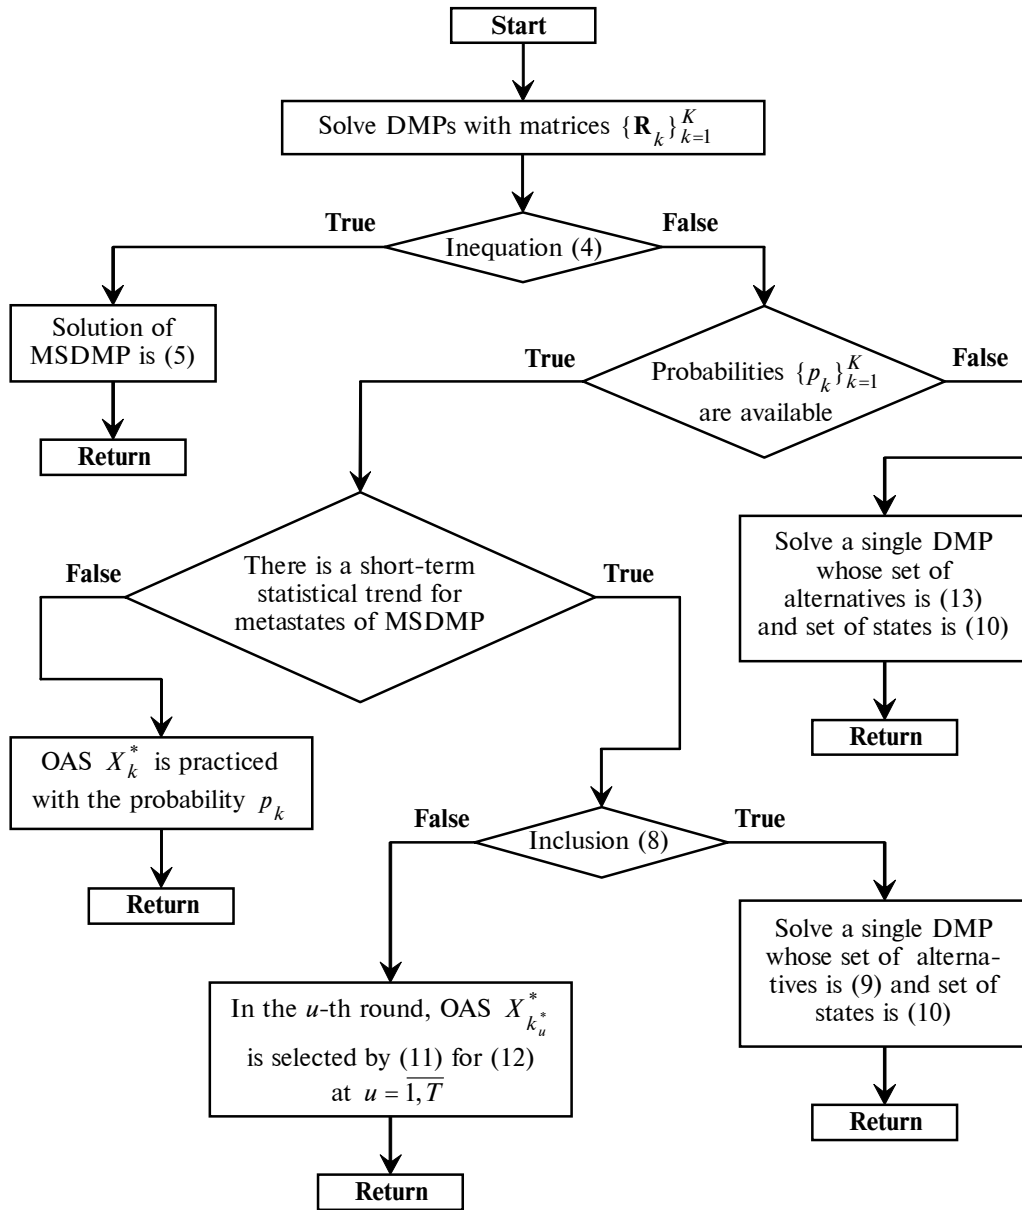 Start
Solve DMPs with matrices {R_k}_{k=1}^K
True
False
Inequation (4)
Solution of
MSDMP is (5)
True
False
Probabilities {p_k}_{k=1}^K
are available
Return
Solve a single DMP
whose set of
alternatives is (13)
and set of states is (10)
There is a short-term
statistical trend for
metastates of MSDMP
False
True
Return
OAS X_k^* is practiced
with the probability p_k
False
True
Inclusion (8)
Return
Solve a single DMP
whose set of alterna-
tives is (9) and set of
states is (10)
In the u-th round, OAS X_{k_u^*}^*
is selected by (11) for (12)
at u = \overline{1, T}
Return
Return